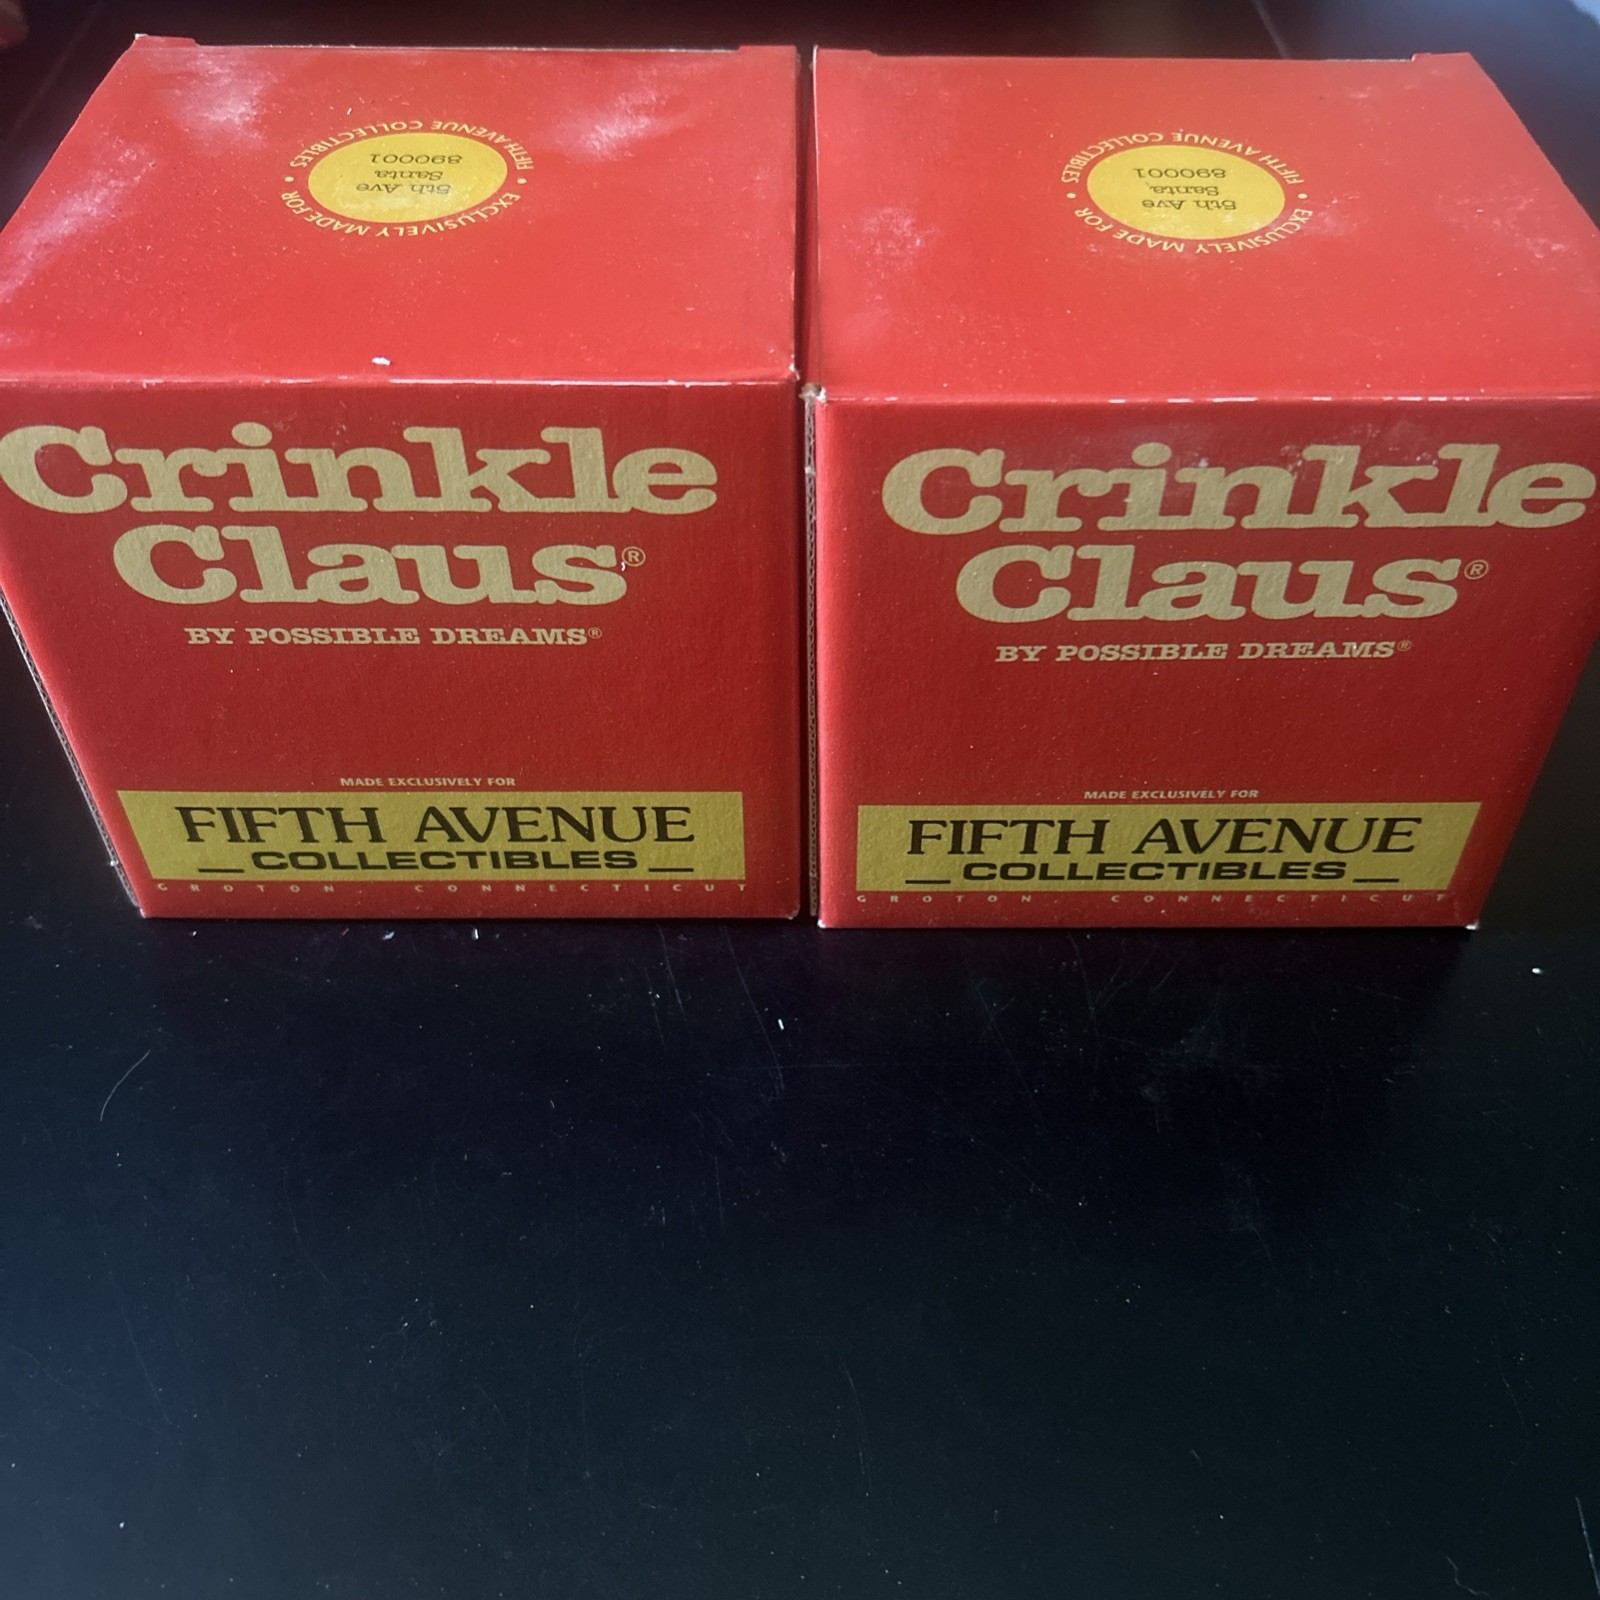 FIFTH AVENUE COLLECTIBLES • EXCLUSIVELY MADE FOR •
5th Ave
Santa
890001
Crinkle
Claus®
BY POSSIBLE DREAMS®
MADE EXCLUSIVELY FOR
FIFTH AVENUE
COLLECTIBLES
GROTON, CONNECTICUT
FIFTH AVENUE COLLECTIBLES • EXCLUSIVELY MADE FOR •
5th Ave
Santa
890001
Crinkle
Claus®
BY POSSIBLE DREAMS®
MADE EXCLUSIVELY FOR
FIFTH AVENUE
COLLECTIBLES
GROTON, CONNECTICUT